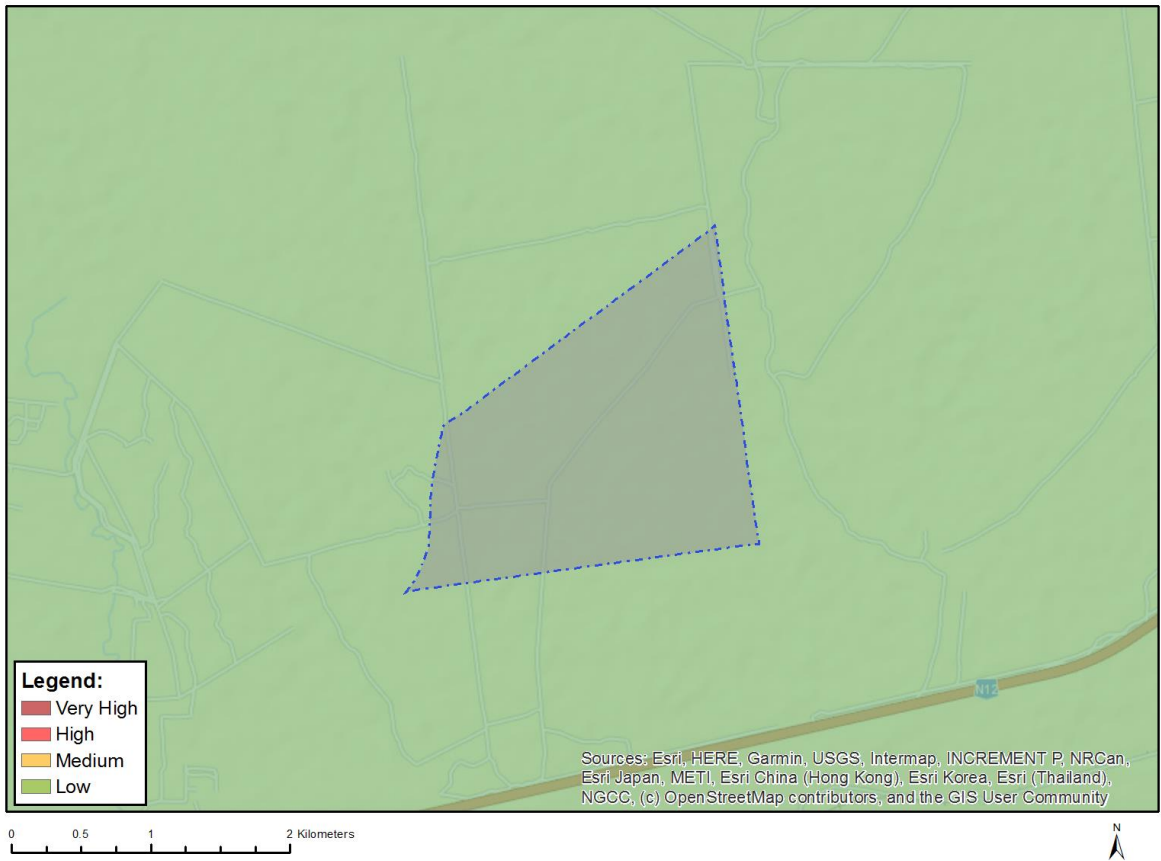 N12
Legend:
Very High
High
Medium
Low
Sources: Esri, HERE, Garmin, USGS, Intermap, INCREMENT P, NRCan,
Esri Japan, METI, Esri China (Hong Kong), Esri Korea, Esri (Thailand),
NGCC, (c) OpenStreetMap contributors, and the GIS User Community
0 0.5 1 2 Kilometers
N